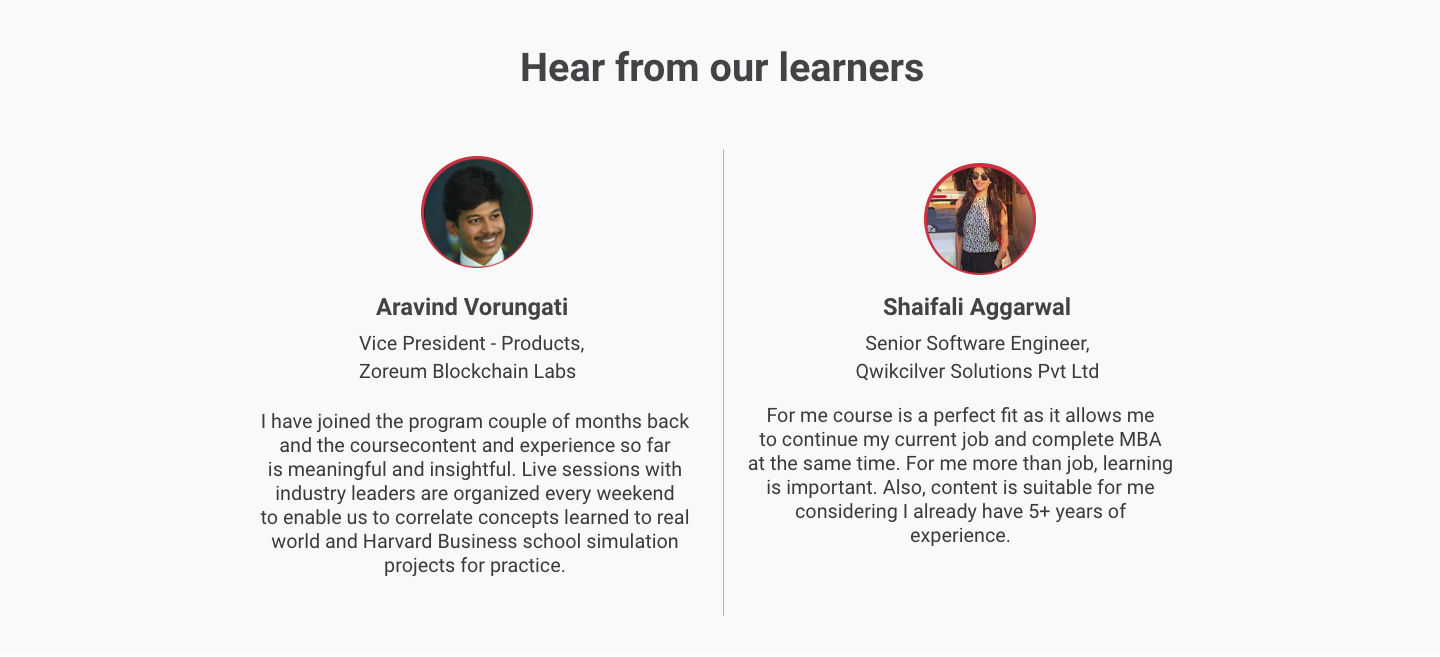 Hear from our learners
Aravind Vorungati
Vice President - Products,
Zoreum Blockchain Labs
I have joined the program couple of months back
and the coursecontent and experience so far
is meaningful and insightful. Live sessions with
industry leaders are organized every weekend
to enable us to correlate concepts learned to real
world and Harvard Business school simulation
projects for practice.
Shaifali Aggarwal
Senior Software Engineer,
Qwikcilver Solutions Pvt Ltd
For me course is a perfect fit as it allows me
to continue my current job and complete MBA
at the same time. For me more than job, learning
is important. Also, content is suitable for me
considering I already have 5+ years of
experience.